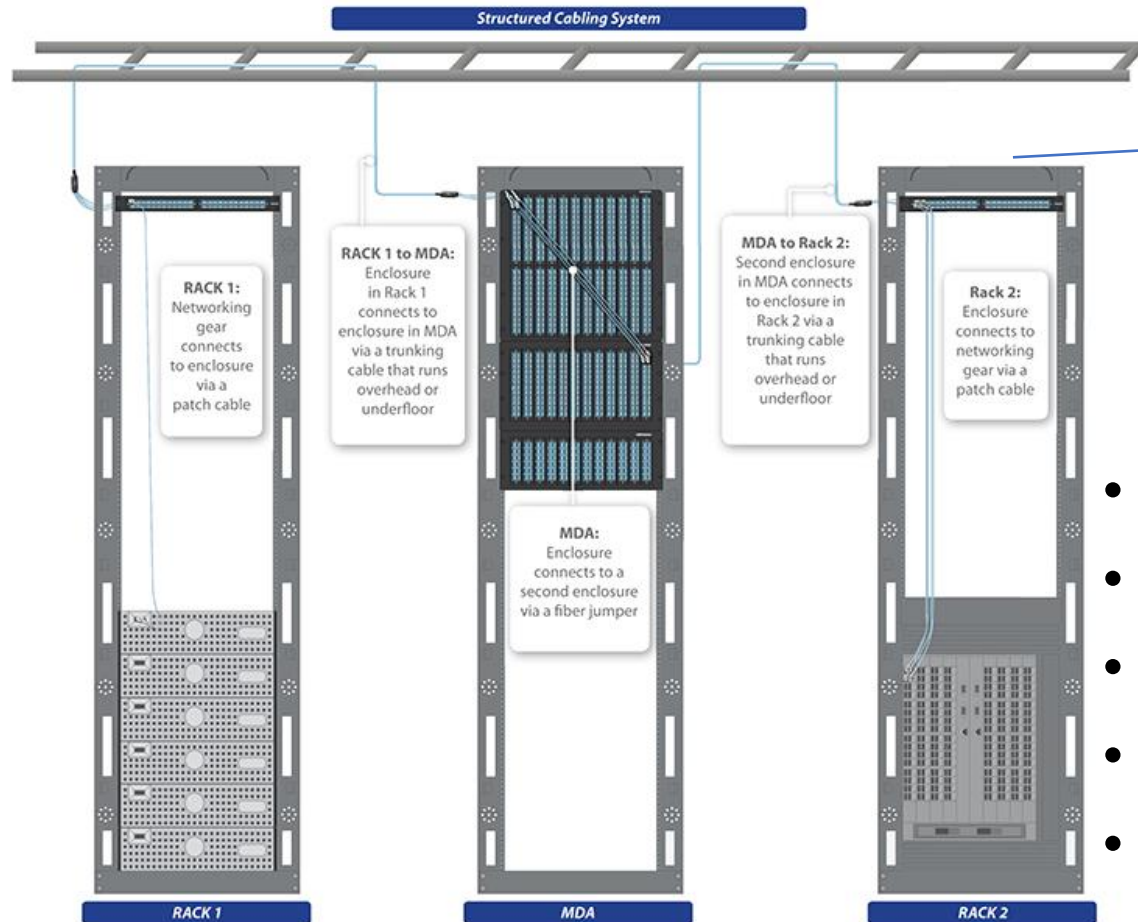 Structured Cabling System
RACK 1:
Networking
gear
connects
to enclosure
via a
patch cable
RACK 1 to MDA:
Enclosure
in Rack 1
connects to
enclosure in MDA
via a trunking
cable that runs
overhead or
underfloor
MDA:
Enclosure
connects to a
second enclosure
via a fiber jumper
MDA to Rack 2:
Second enclosure
in MDA connects
to enclosure in
Rack 2 via a
trunking cable
that runs
overhead or
underfloor
Rack 2:
Enclosure
connects to
networking
gear via a
patch cable
RACK 1
MDA
RACK 2